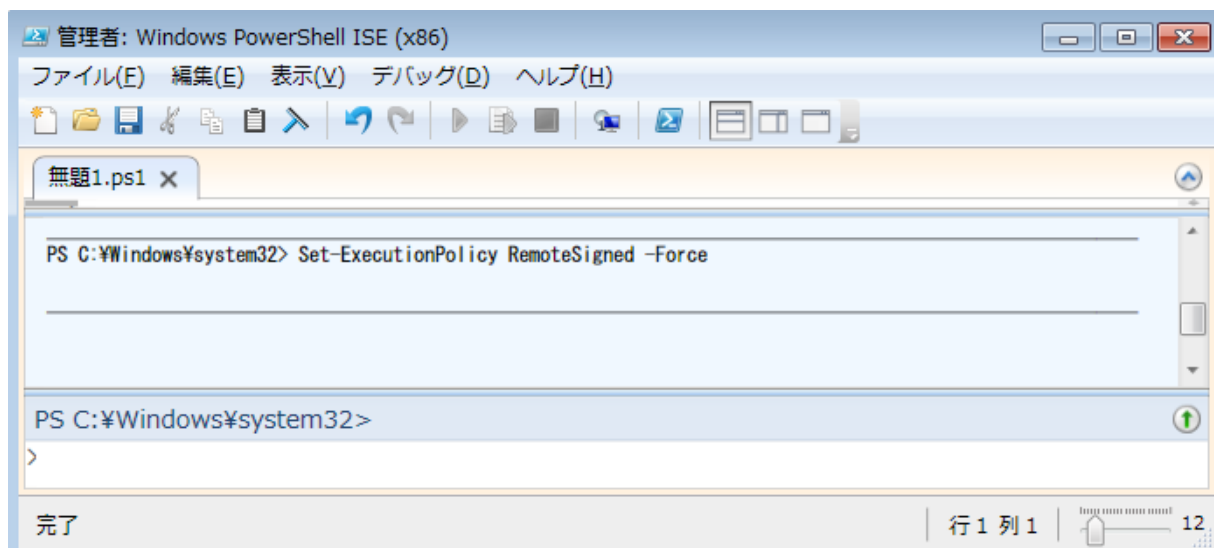 管理者: Windows PowerShell ISE (x86)
ファイル(F) 編集(E) 表示(V) デバッグ(D) ヘルプ(H)
無題1.ps1
PS C:¥Windows¥system32> Set-ExecutionPolicy RemoteSigned -Force
PS C:¥Windows¥system32>
>
完了 行 1 列 1 12